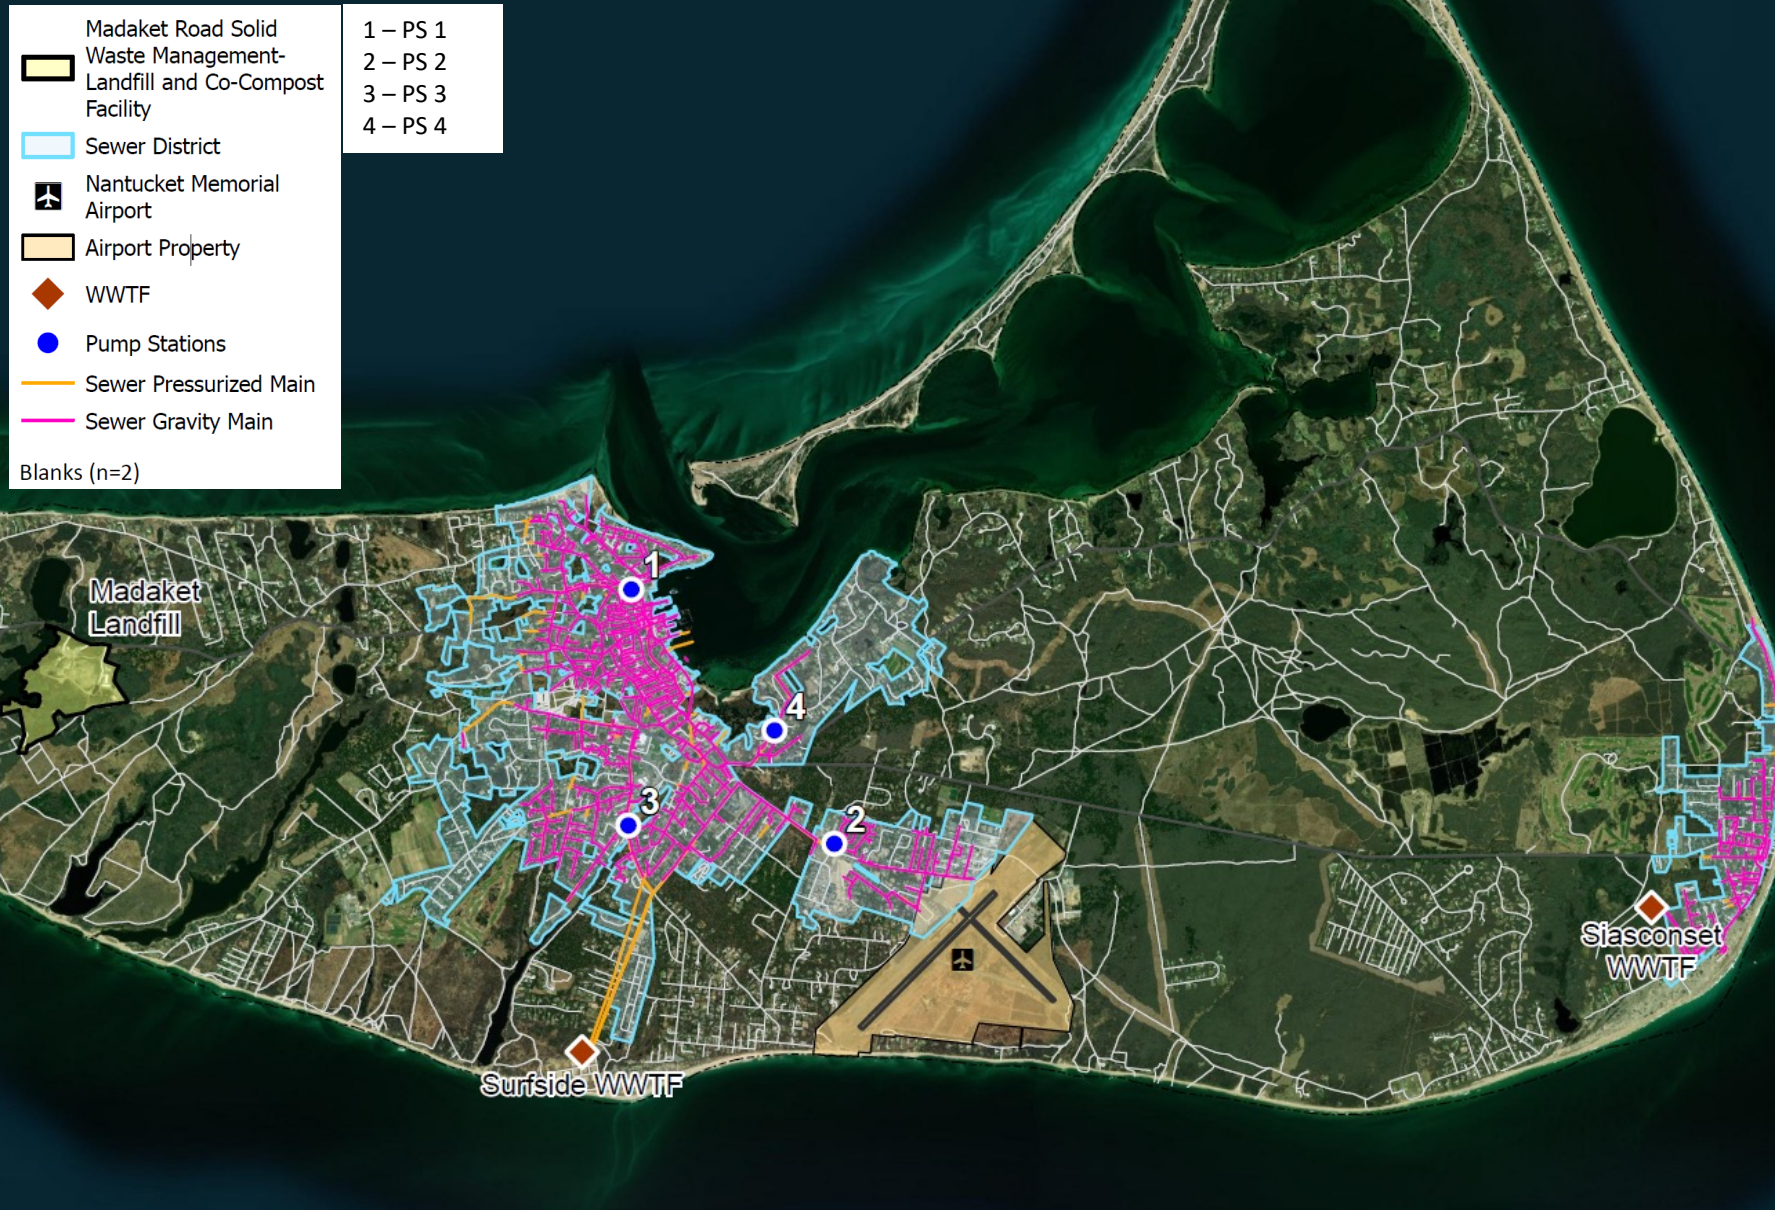 Madaket Road Solid
Waste Management-
Landfill and Co-Compost
Facility
Sewer District
Nantucket Memorial
Airport
Airport Property
WWTF
Pump Stations
Sewer Pressurized Main
Sewer Gravity Main
Blanks (n=2)
1 – PS 1
2 – PS 2
3 – PS 3
4 – PS 4
1
Madaket
Landfill
4
3
2
Siasconset
WWTF
Surfside WWTF